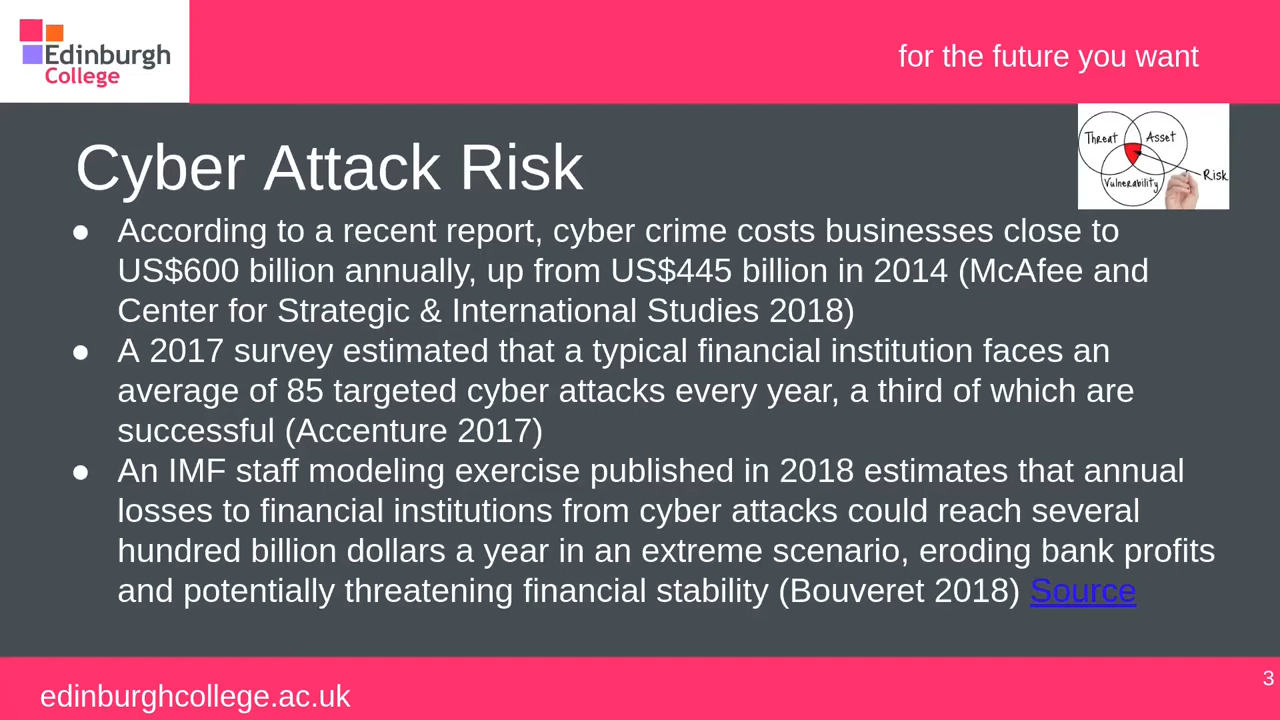 Edinburgh
College
for the future you want
Threat
Asset
Vulnerability
Risk
Cyber Attack Risk
● According to a recent report, cyber crime costs businesses close to
US$600 billion annually, up from US$445 billion in 2014 (McAfee and
Center for Strategic & International Studies 2018)
● A 2017 survey estimated that a typical financial institution faces an
average of 85 targeted cyber attacks every year, a third of which are
successful (Accenture 2017)
● An IMF staff modeling exercise published in 2018 estimates that annual
losses to financial institutions from cyber attacks could reach several
hundred billion dollars a year in an extreme scenario, eroding bank profits
and potentially threatening financial stability (Bouveret 2018) Source
3
edinburghcollege.ac.uk